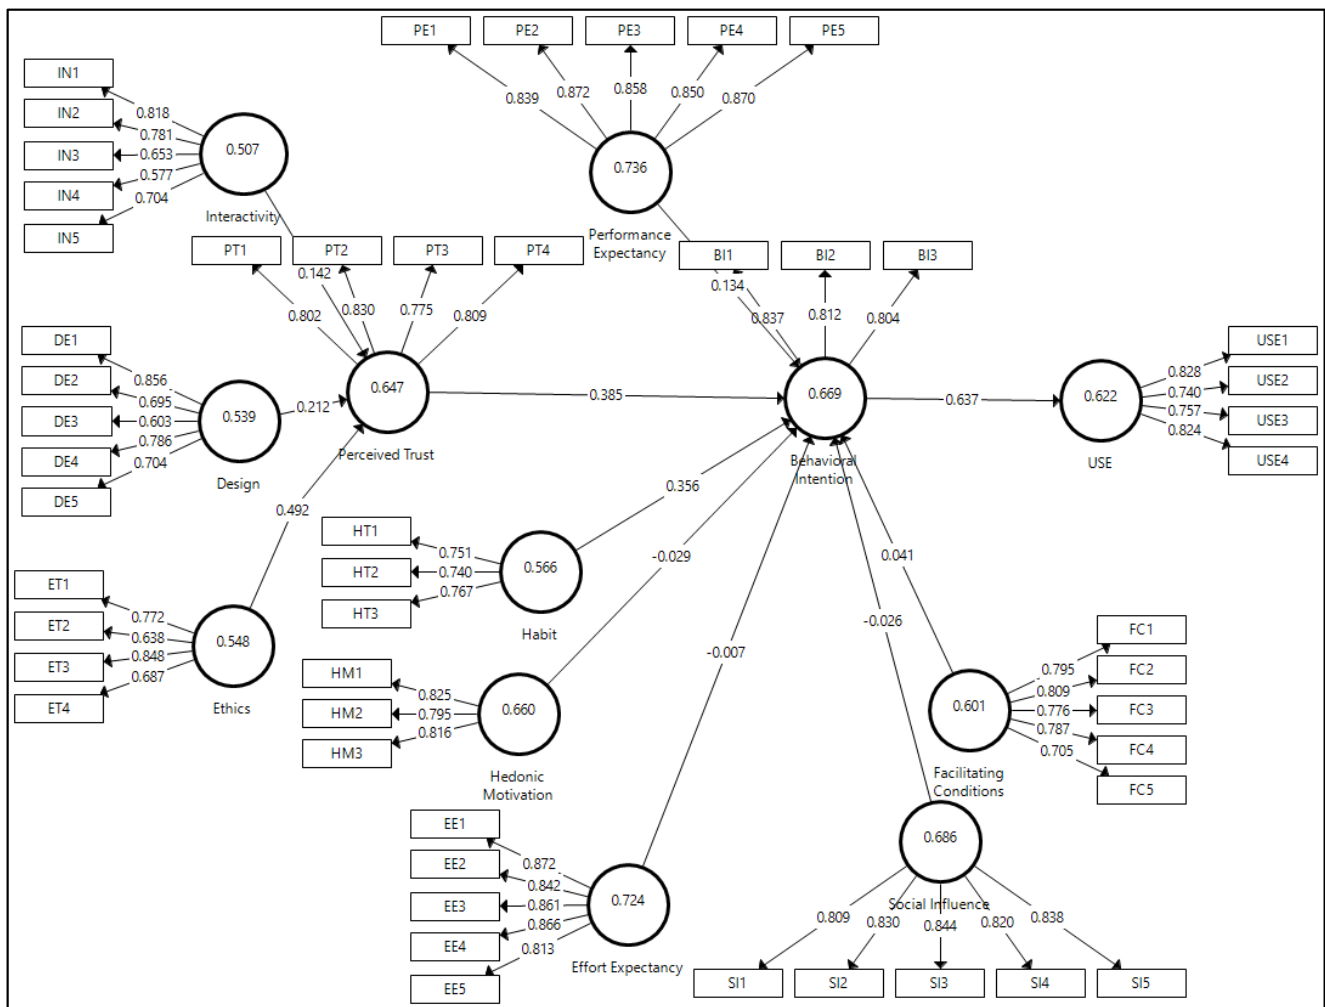 PE1
PE2
PE3
PE4
PE5
0.839
0.872
0.858
0.850
0.870
0.736
Performance
Expectancy
IN1
IN2
IN3
IN4
IN5
0.818
0.781
0.653
0.577
0.704
0.507
Interactivity
0.142
PT1
PT2
PT3
PT4
0.802
0.830
0.775
0.809
0.647
Perceived Trust
BI1
BI2
BI3
0.134
0.837
0.812
0.804
0.669
Behavioral
Intention
DE1
DE2
DE3
DE4
DE5
0.856
0.695
0.603
0.786
0.704
0.539
Design
0.212
0.385
0.637
0.622
USE
0.828
0.740
0.757
0.824
USE1
USE2
USE3
USE4
0.492
ET1
ET2
ET3
ET4
0.772
0.638
0.848
0.687
0.548
Ethics
HT1
HT2
HT3
0.751
0.740
0.767
0.566
Habit
0.356
HM1
HM2
HM3
0.825
0.795
0.816
0.660
Hedonic
Motivation
-0.029
EE1
EE2
EE3
EE4
EE5
0.872
0.842
0.861
0.866
0.813
0.724
Effort Expectancy
-0.007
0.041
-0.026
0.601
Facilitating
Conditions
0.795
0.809
0.776
0.787
0.705
FC1
FC2
FC3
FC4
FC5
0.686
Social Influence
0.809
0.830
0.844
0.820
0.838
SI1
SI2
SI3
SI4
SI5